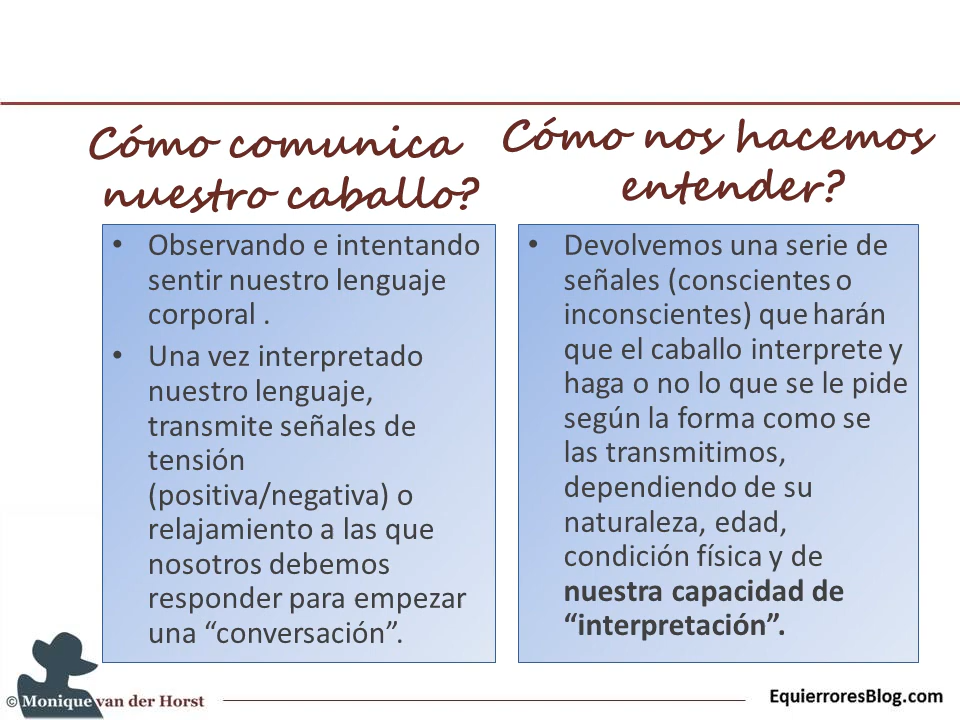 Cómo comunica
nuestro caballo?
• Observando e intentando
sentir nuestro lenguaje
corporal .
• Una vez interpretado
nuestro lenguaje,
transmite señales de
tensión
(positiva/negativa) o
relajamiento a las que
nosotros debemos
responder para empezar
una “conversación”.
Cómo nos hacemos
entender?
• Devolvemos una serie de
señales (conscientes o
inconscientes) que harán
que el caballo interprete y
haga o no lo que se le pide
según la forma como se
las transmitimos,
dependiendo de su
naturaleza, edad,
condición física y de
nuestra capacidad de
“interpretación”.
© Monique van der Horst
EquierroresBlog.com